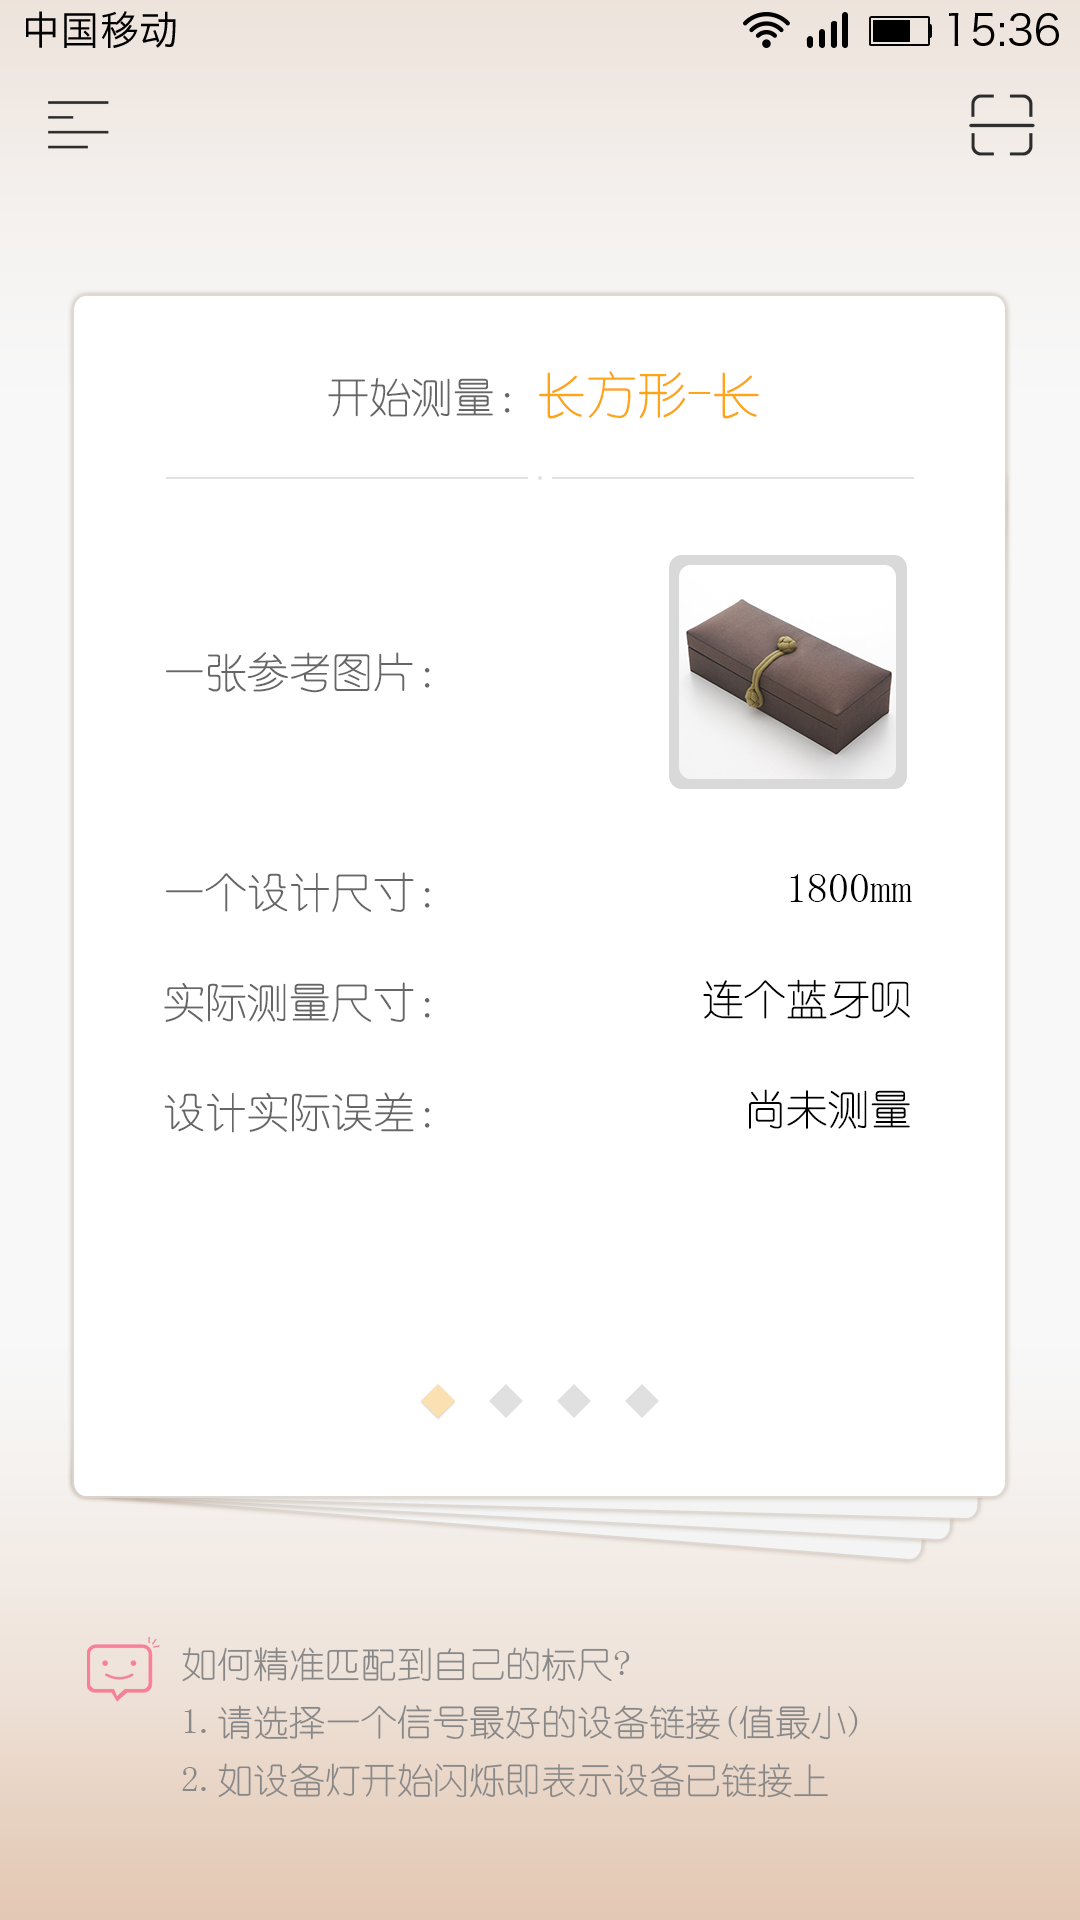 中国移动 15:36
开始测量: 长方形-长
一张参考图片:
一个设计尺寸: 1800mm
实际测量尺寸: 连个蓝牙呗
设计实际误差: 尚未测量
如何精准匹配到自己的标尺?
1.请选择一个信号最好的设备链接(值最小)
2.如设备灯开始闪烁即表示设备已链接上